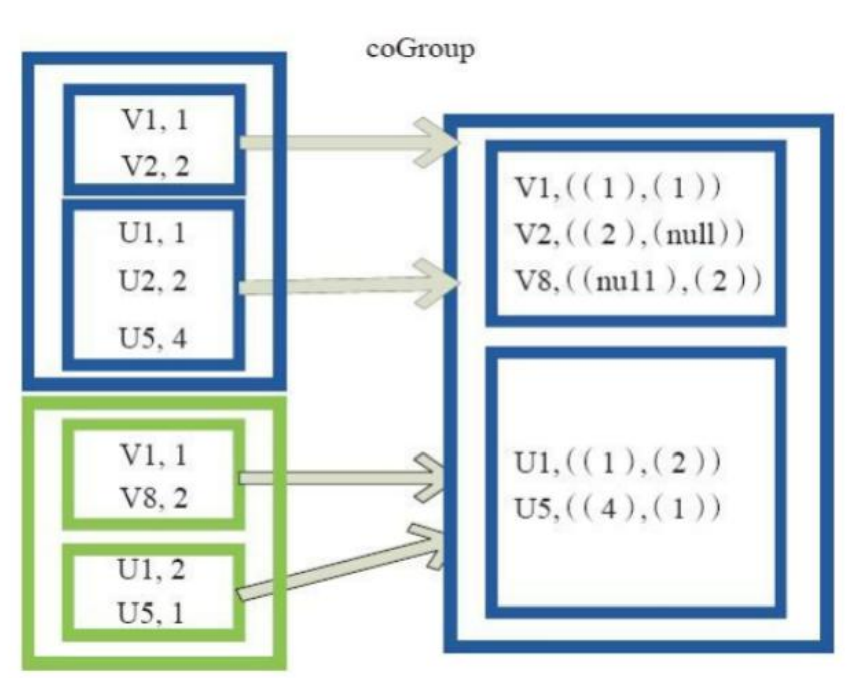 coGroup
V1, 1
V2, 2
U1, 1
U2, 2
U5, 4
V1, 1
V8, 2
U1, 2
U5, 1
V1,((1),(1))
V2,((2),(null))
V8,((nu11),(2))
U1,((1),(2))
U5,((4),(1))